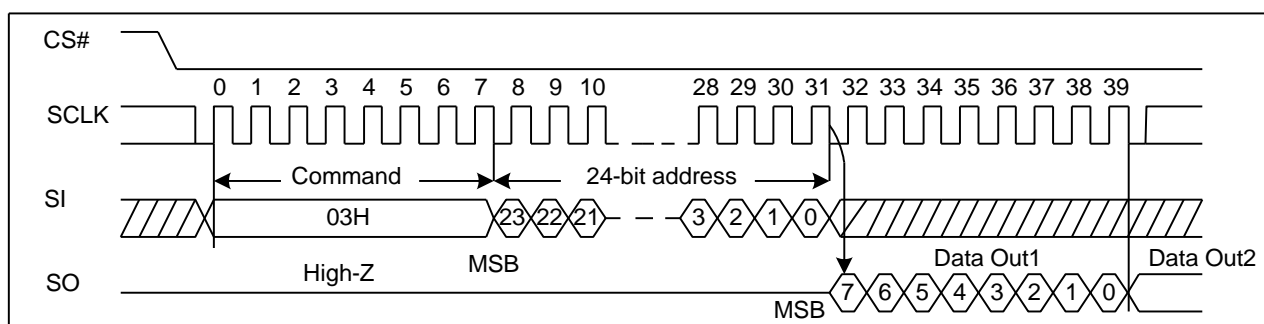 CS#
0 1 2 3 4 5 6 7 8 9 10 28 29 30 31 32 33 34 35 36 37 38 39
SCLK
Command 24-bit address
SI
03H 23 22 21 3 2 1 0
High-Z MSB Data Out1 Data Out2
SO
MSB 7 6 5 4 3 2 1 0